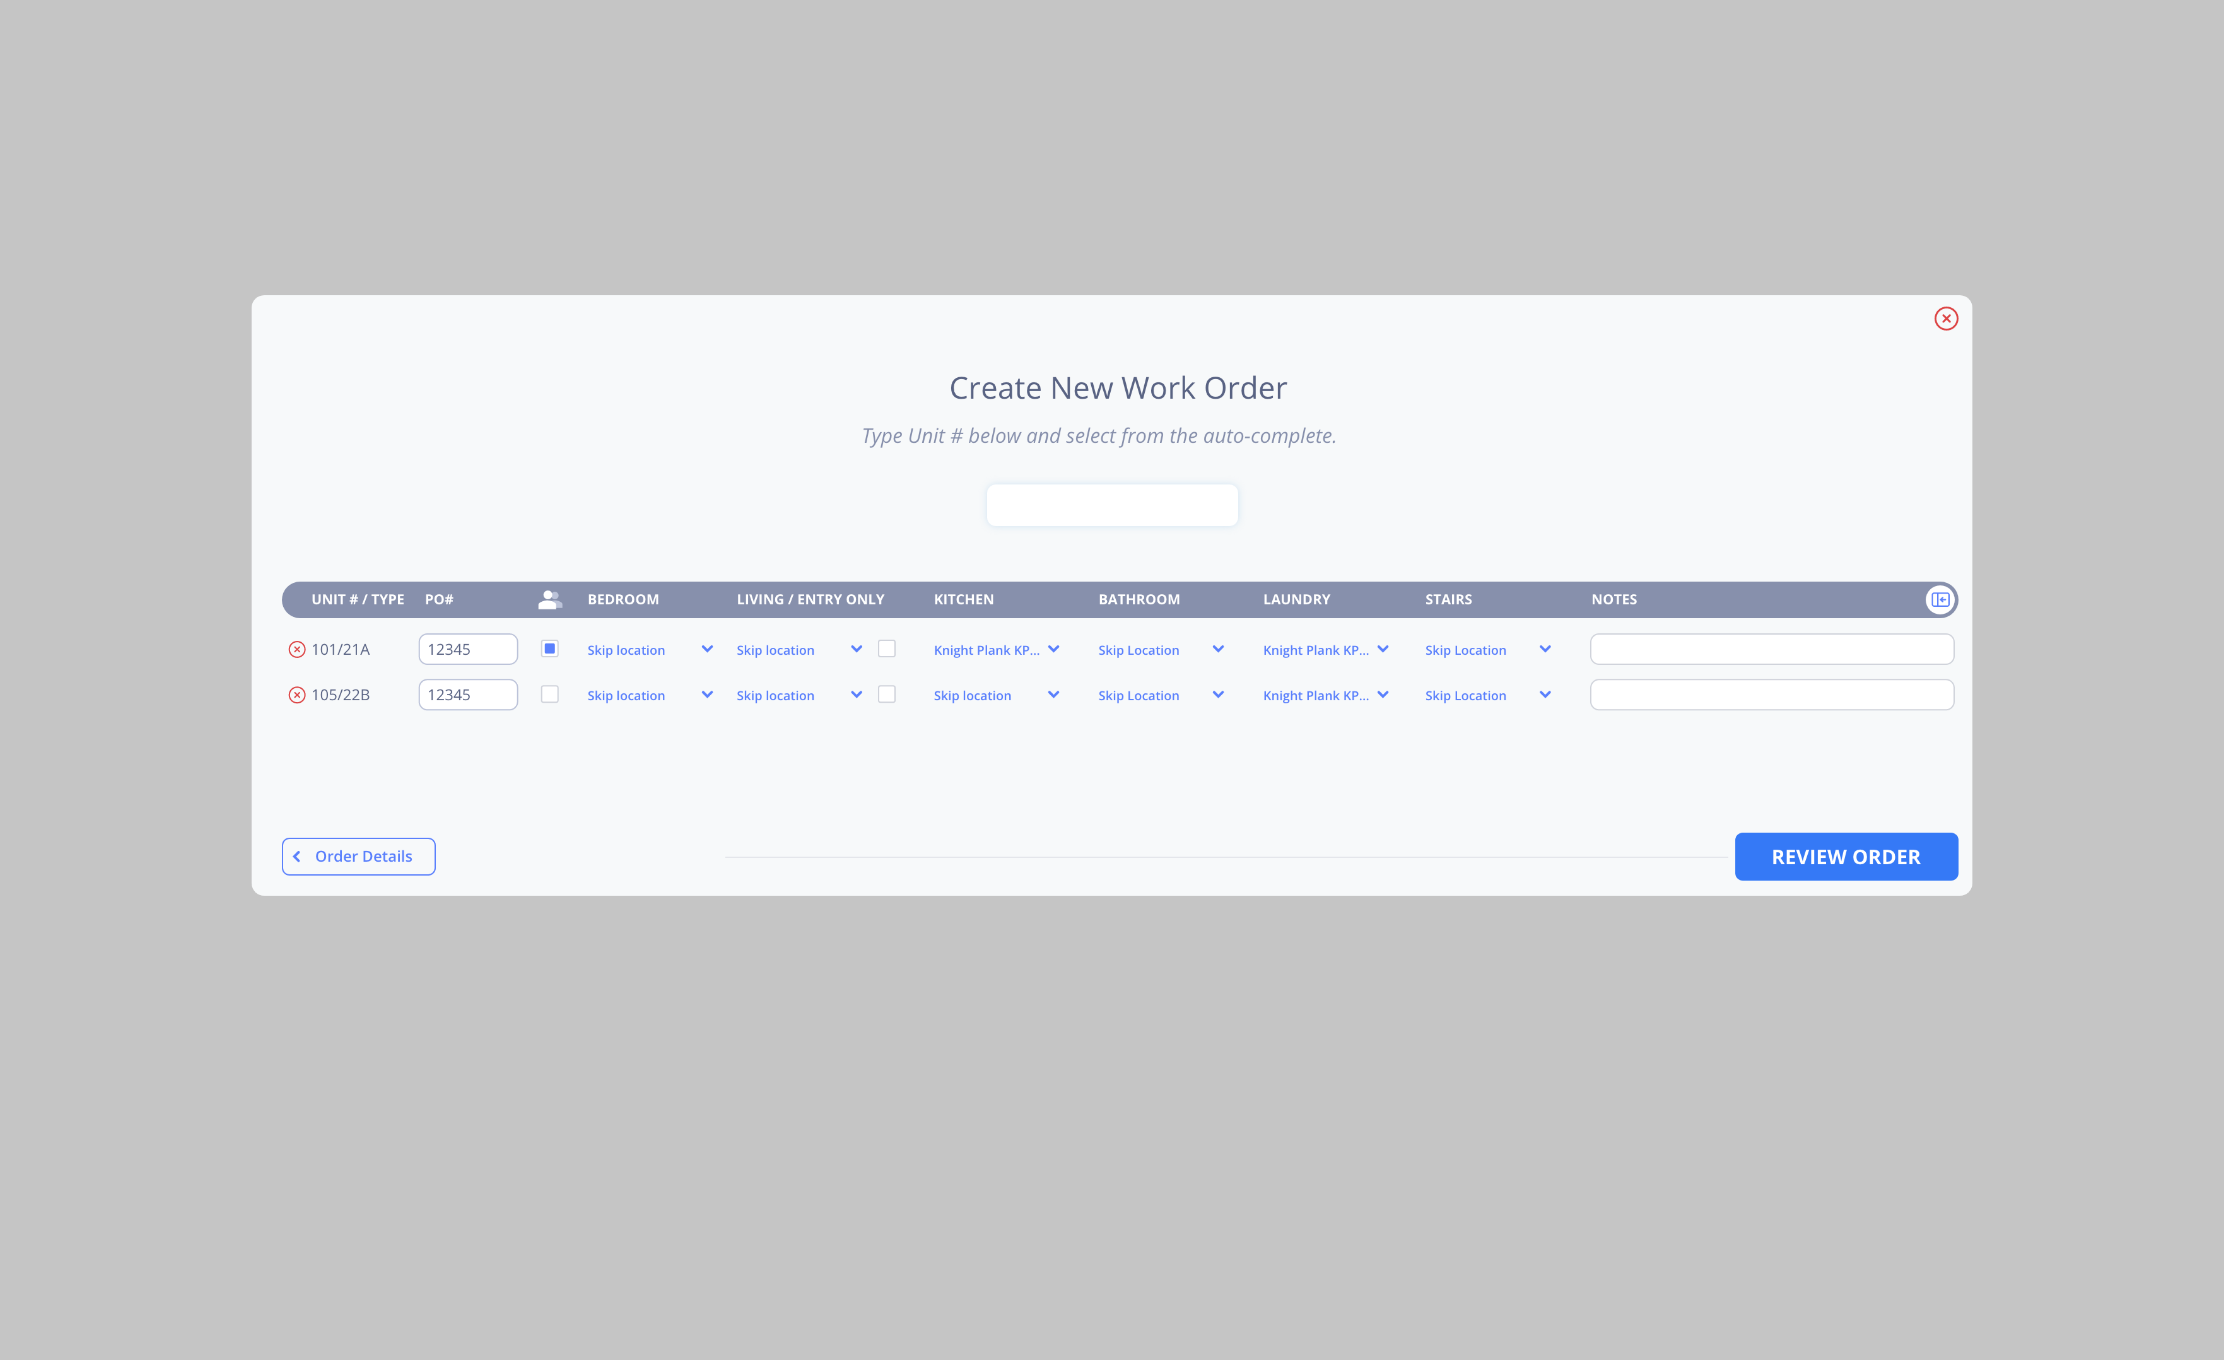 Create New Work Order
Type Unit # below and select from the auto-complete.
UNIT # / TYPE PO# BEDROOM LIVING / ENTRY ONLY KITCHEN BATHROOM LAUNDRY STAIRS NOTES
101/21A 12345 Skip location Skip location Knight Plank KP... Skip Location Knight Plank KP... Skip Location
105/22B 12345 Skip location Skip location Skip location Skip Location Knight Plank KP... Skip Location
Order Details REVIEW ORDER